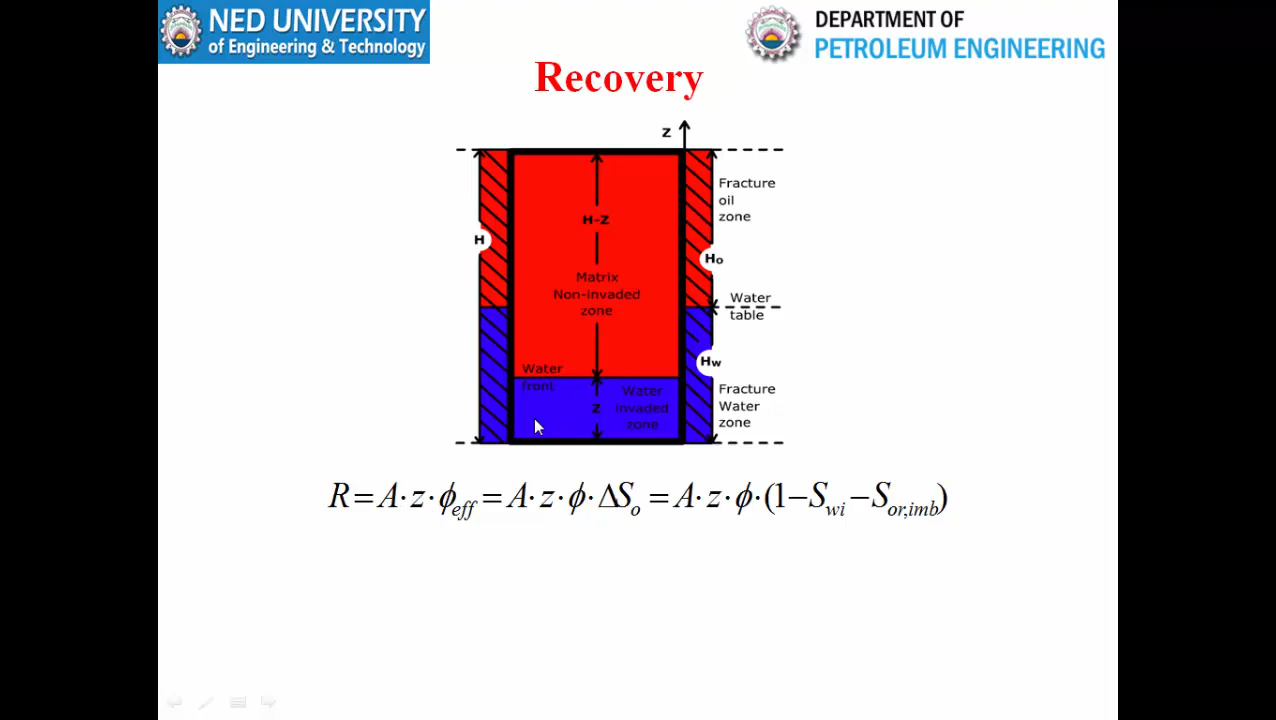 NED UNIVERSITY
of Engineering & Technology
DEPARTMENT OF
PETROLEUM ENGINEERING
Recovery
Z
Fracture
oil
zone
H-Z
H
Ho
Matrix
Non-invaded
zone
Water
table
Hw
Water
front
Water
invaded
zone
Z
Fracture
Water
zone
R = A · z · ϕ_eff = A · z · ϕ · ΔS_o = A · z · ϕ · (1 − S_wi − S_or,imb)